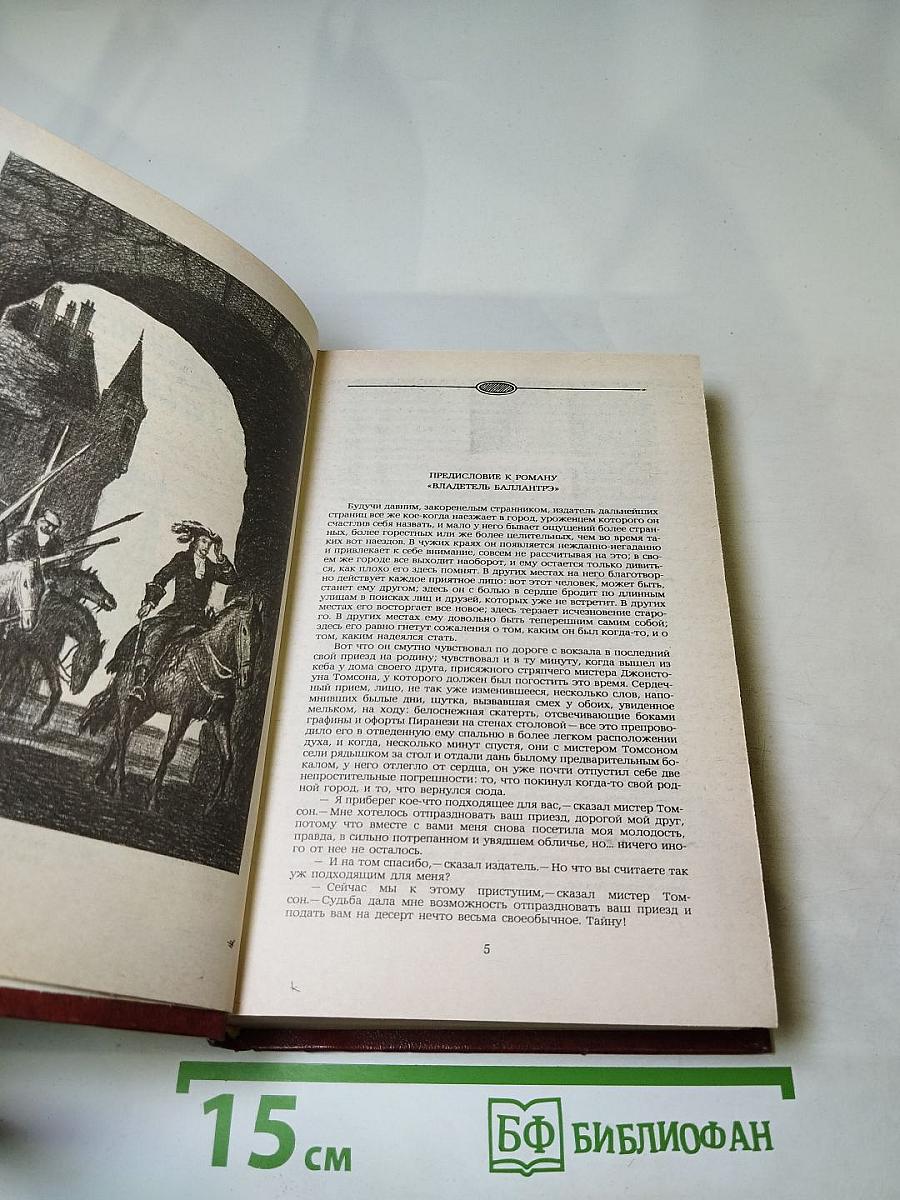 ПРЕДИСЛОВИЕ К РОМАНУ
«ВЛАДЕТЕЛЬ БАЛЛАНТРЭ»
Будучи давним, закоренелым странником, издатель дальнейших
страниц все же кое-когда наезжает в город, уроженцем которого он
счастлив себя назвать, и мало у него бывает ощущений более стран-
ных, более горестных или же более целительных, чем во время та-
ких вот наездов. В чужих краях он появляется нежданно-негаданно
и привлекает к себе внимание, совсем не рассчитывая на это; в сво-
ем же городе все выходит наоборот, и ему остается только дивить-
ся, как плохо его здесь помнят. В других местах на него благотвор-
но действует каждое приятное лицо: вот этот человек, может быть,
станет ему другом; здесь он с болью в сердце бродит по длинным
улицам в поисках лиц и друзей, которых уже не встретит. В других
местах его восторгает все новое; здесь терзает исчезновение старо-
го. В других местах ему довольно быть теперешним самим собой;
здесь его равно гнетут сожаления о том, каким он был когда-то, и о
том, каким надеялся стать.
Вот что он смутно чувствовал по дороге с вокзала в последний
свой приезд на родину; чувствовал и в ту минуту, когда вышел из
кеба у дома своего друга, присяжного стряпчего мистера Джонсто-
уна Томсона, у которого должен был погостить это время. Сердеч-
ный прием, лицо, не так уже изменившееся, несколько слов, напо-
мнивших былые дни, шутка, вызвавшая смех у обоих, увиденное
мельком, на ходу: белоснежная скатерть, отсвечивающие боками
графины и офорты Пиранези на стенах столовой — все это препрово-
дило его в отведенную ему спальню в более легком расположении
духа, и когда, несколько минут спустя, они с мистером Томсоном
сели рядышком за стол и отдали дань былому предварительным бо-
калом, у него отлегло от сердца, он уже почти отпустил себе две
непростительные погрешности: то, что покинул когда-то свой род-
ной город, и то, что вернулся сюда.
— Я приберег кое-что подходящее для вас,— сказал мистер Том-
сон.— Мне хотелось отпраздновать ваш приезд, дорогой мой друг,
потому что вместе с вами меня снова посетила моя молодость,
правда, в сильно потрепанном и увядшем обличье, но... ничего ино-
го от нее не осталось.
— И на том спасибо,— сказал издатель.— Но что вы считаете так
уж подходящим для меня?
— Сейчас мы к этому приступим,— сказал мистер Том-
сон.— Судьба дала мне возможность отпраздновать ваш приезд и
подать вам на десерт нечто весьма своеобычное. Тайну!
5
15 см
БФ БИБЛИОФАН